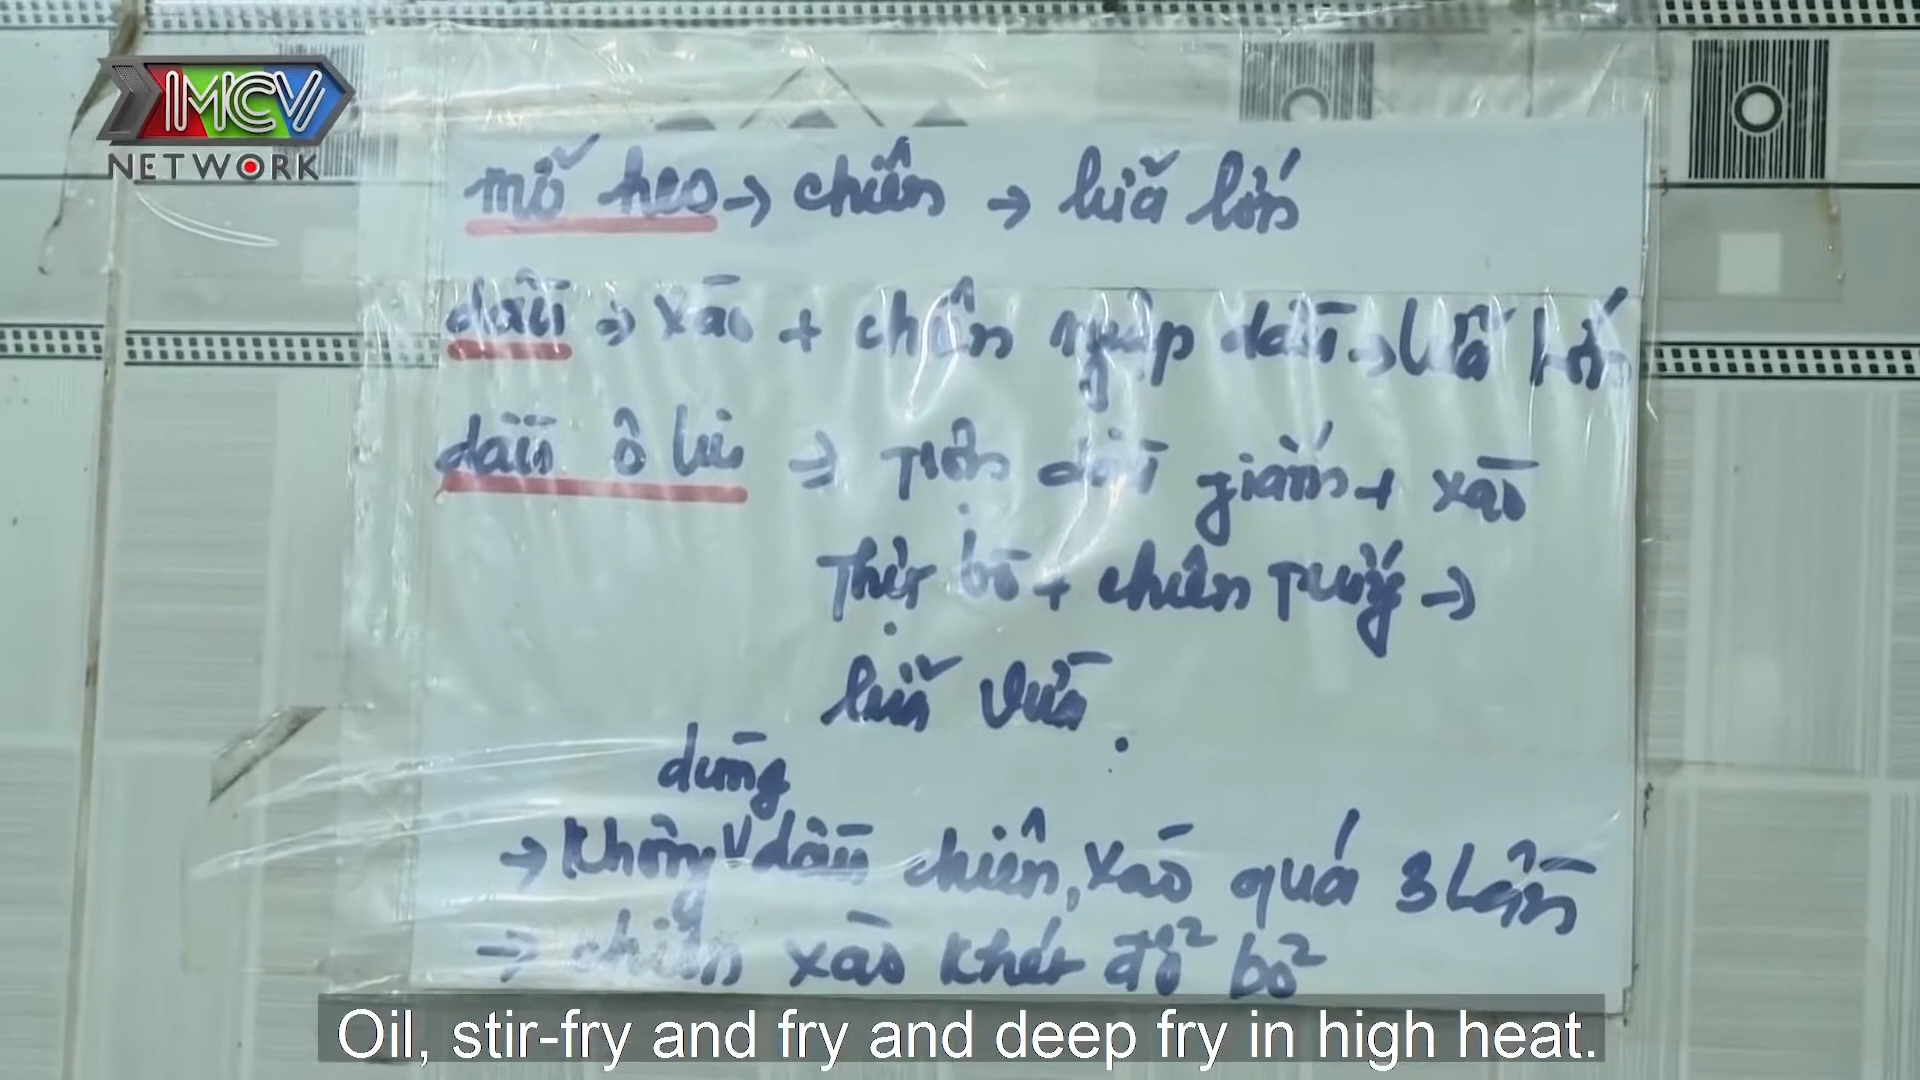 MCV
NETWORK
mỡ heo → chiên → lửa lớn
dầu → xào + chiên ngập dầu → lửa lớn
dầu ô liu → Trộn dầu giấm + xào
Thịt bò + chiên trứng →
lửa vừa.
dùng
→ Không v dầu chiên, xào quá 3 lần
→ chiên xào khét đổ bỏ
Oil, stir-fry and fry and deep fry in high heat.